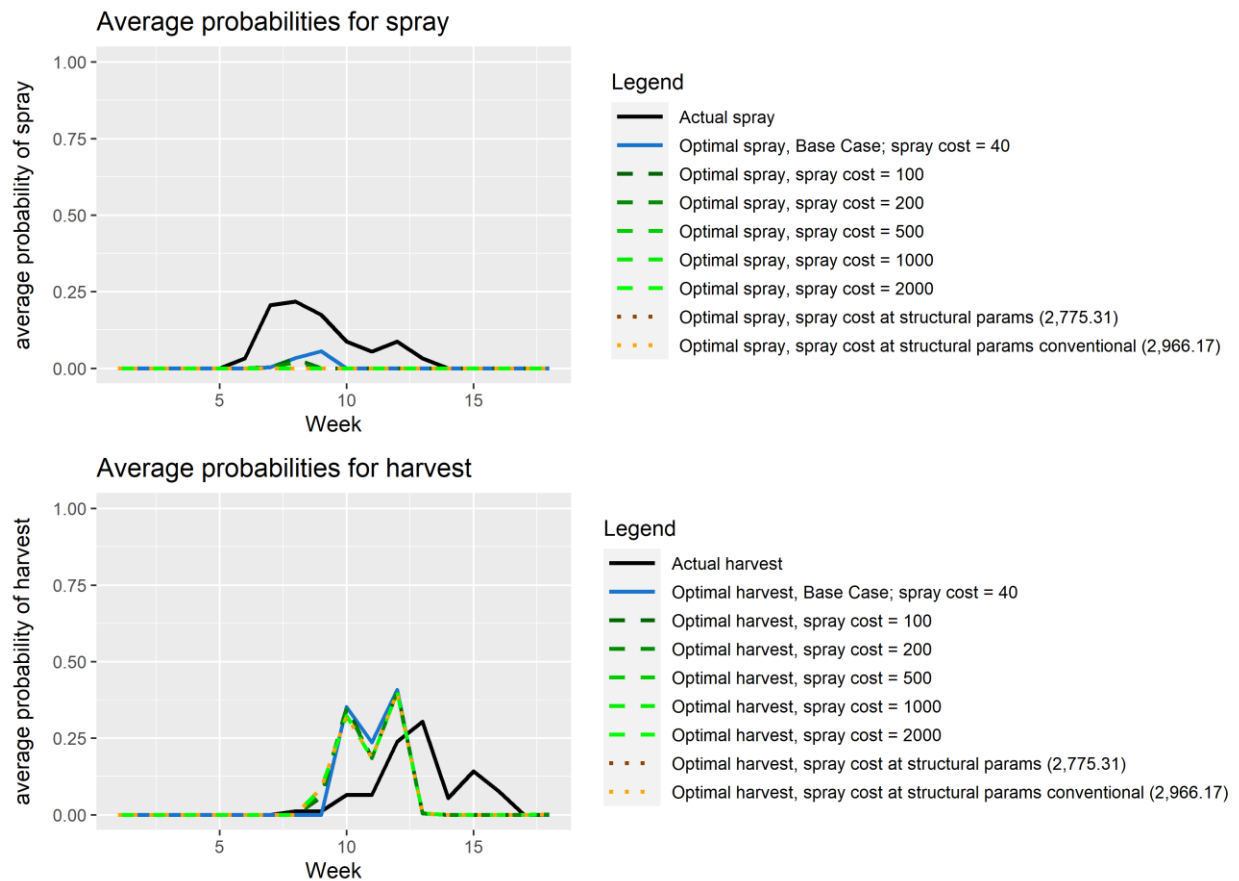 Average probabilities for spray
1.00
0.75
0.50
0.25
0.00
average probability of spray
5
10
15
Week
Legend
Actual spray
Optimal spray, Base Case; spray cost = 40
Optimal spray, spray cost = 100
Optimal spray, spray cost = 200
Optimal spray, spray cost = 500
Optimal spray, spray cost = 1000
Optimal spray, spray cost = 2000
Optimal spray, spray cost at structural params (2,775.31)
Optimal spray, spray cost at structural params conventional (2,966.17)
Average probabilities for harvest
1.00
0.75
0.50
0.25
0.00
average probability of harvest
5
10
15
Week
Legend
Actual harvest
Optimal harvest, Base Case; spray cost = 40
Optimal harvest, spray cost = 100
Optimal harvest, spray cost = 200
Optimal harvest, spray cost = 500
Optimal harvest, spray cost = 1000
Optimal harvest, spray cost = 2000
Optimal harvest, spray cost at structural params (2,775.31)
Optimal harvest, spray cost at structural params conventional (2,966.17)